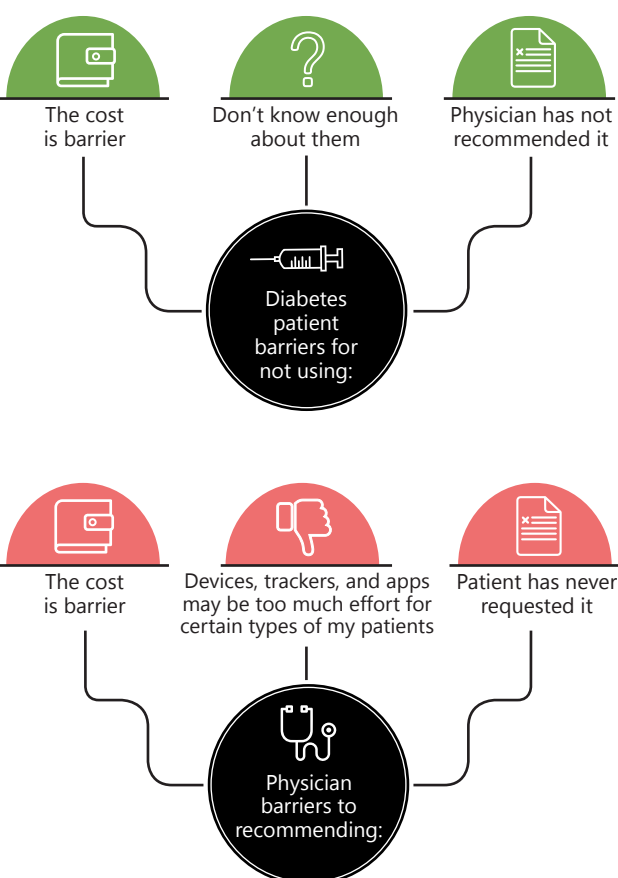 The cost
is barrier
Don't know enough
about them
Physician has not
recommended it
Diabetes
patient
barriers for
not using:
The cost
is barrier
Devices, trackers, and apps
may be too much effort for
certain types of my patients
Patient has never
requested it
Physician
barriers to
recommending: